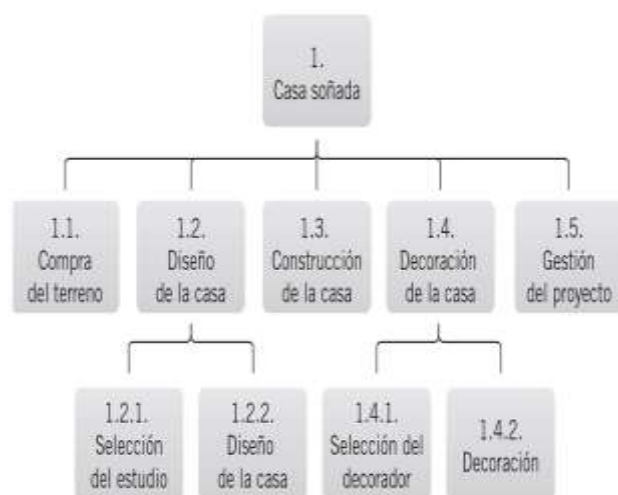 1.
Casa soñada
1.1.
Compra
del terreno
1.2.
Diseño
de la casa
1.3.
Construcción
de la casa
1.4.
Decoración
de la casa
1.5.
Gestión
del proyecto
1.2.1.
Selección
del estudio
1.2.2.
Diseño
de la casa
1.4.1.
Selección del
decorador
1.4.2.
Decoración